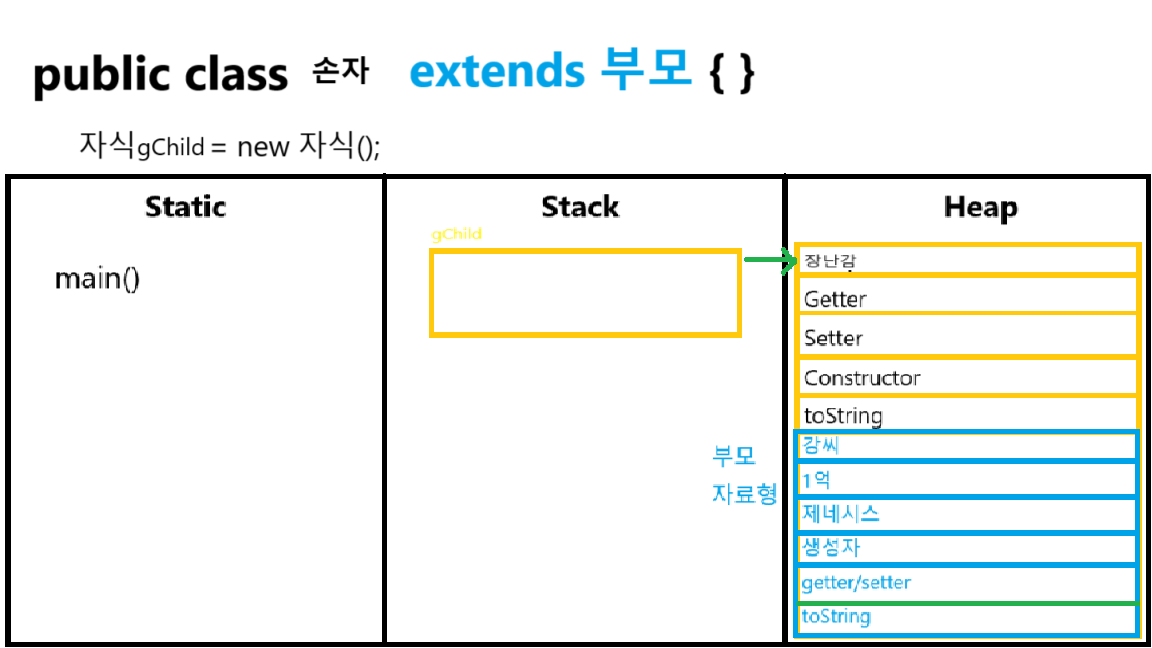 public class 손자 extends 부모 { }
자식gChild = new 자식();
Static
Stack
Heap
main()
gChild
장난감
Getter
Setter
Constructor
toString
부모
자료형
강씨
1억
제네시스
생성자
getter/setter
toString